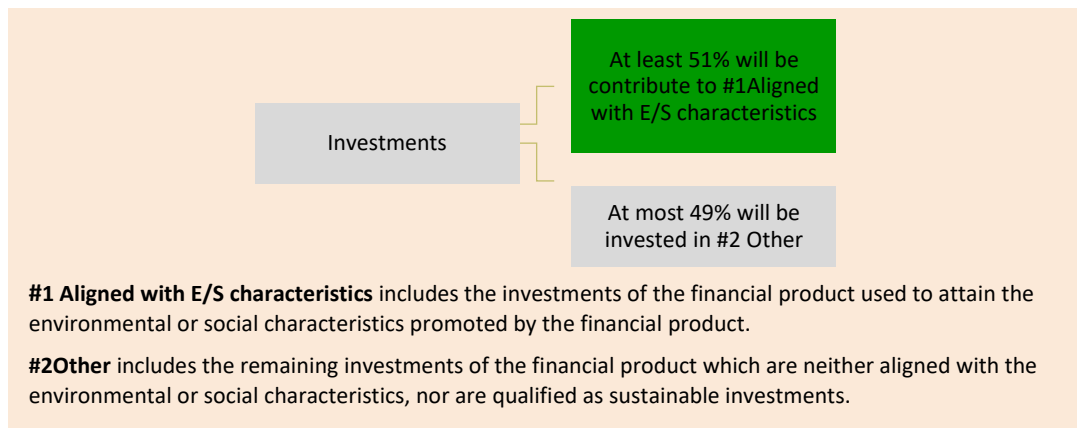 At least 51% will be
contribute to #1Aligned
with E/S characteristics
Investments
At most 49% will be
invested in #2 Other
#1 Aligned with E/S characteristics includes the investments of the financial product used to attain the
environmental or social characteristics promoted by the financial product.
#2Other includes the remaining investments of the financial product which are neither aligned with the
environmental or social characteristics, nor are qualified as sustainable investments.